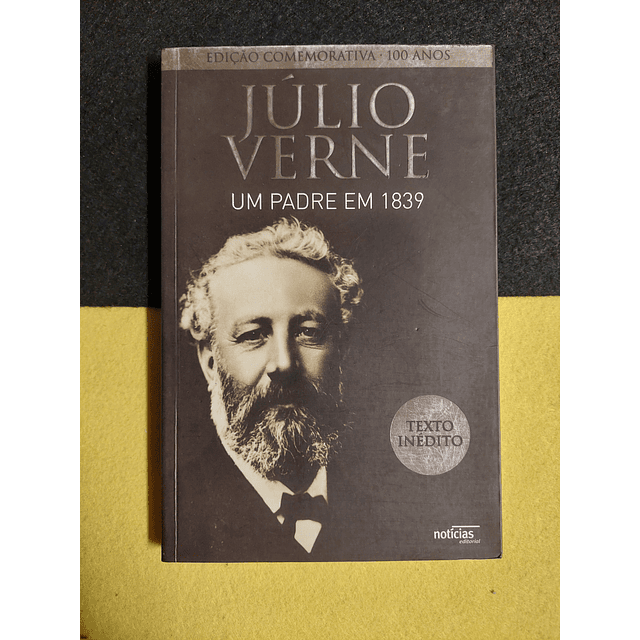 EDIÇÃO COMEMORATIVA · 100 ANOS
JÚLIO
VERNE
UM PADRE EM 1839
TEXTO
INÉDITO
notícias
editorial